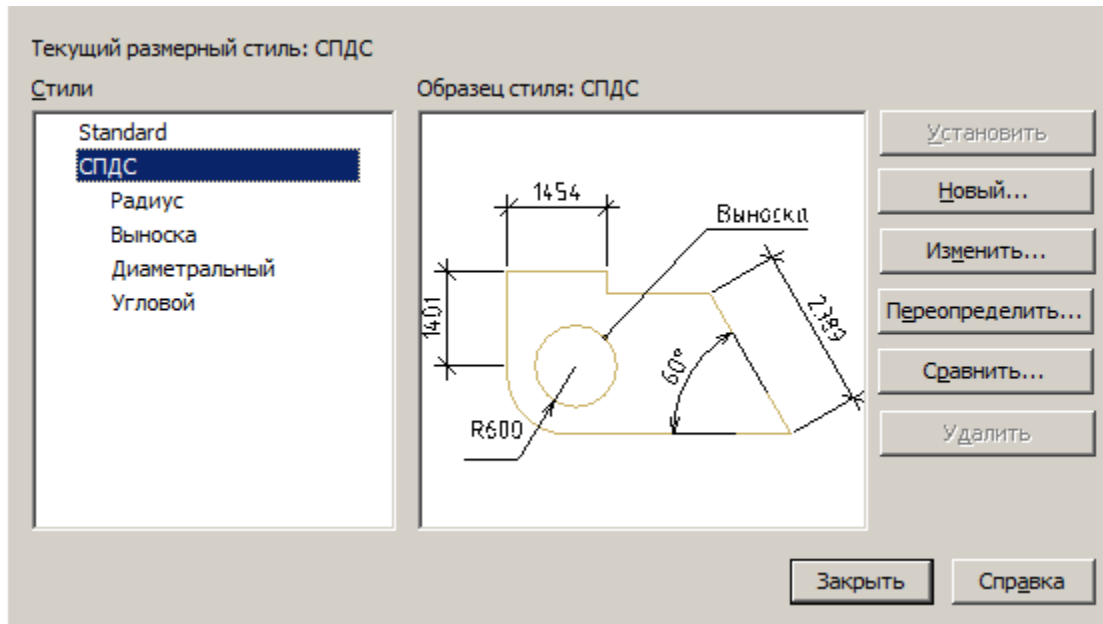 Текущий размерный стиль: СПДС
Стили
Образец стиля: СПДС
Standard
СПДС
Радиус
Выноска
Диаметральный
Угловой
1454
Выноска
1401
2389
60°
R600
Установить
Новый...
Изменить...
Переопределить...
Сравнить...
Удалить
Закрыть
Справка